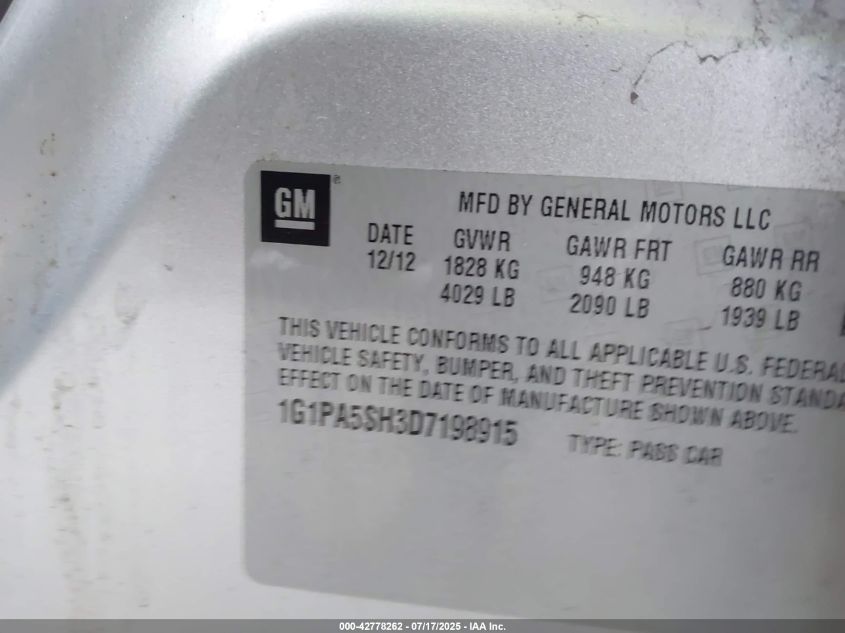 GM ®
MFD BY GENERAL MOTORS LLC
DATE GVWR GAWR FRT GAWR RR
12/12 1828 KG 948 KG 880 KG
4029 LB 2090 LB 1939 LB
THIS VEHICLE CONFORMS TO ALL APPLICABLE U.S. FEDERAL
VEHICLE SAFETY, BUMPER, AND THEFT PREVENTION STANDA
EFFECT ON THE DATE OF MANUFACTURE SHOWN ABOVE.
1G1PA5SH3D7198915 TYPE: PASS CAR
000-42778262 - 07/17/2025 - IAA Inc.